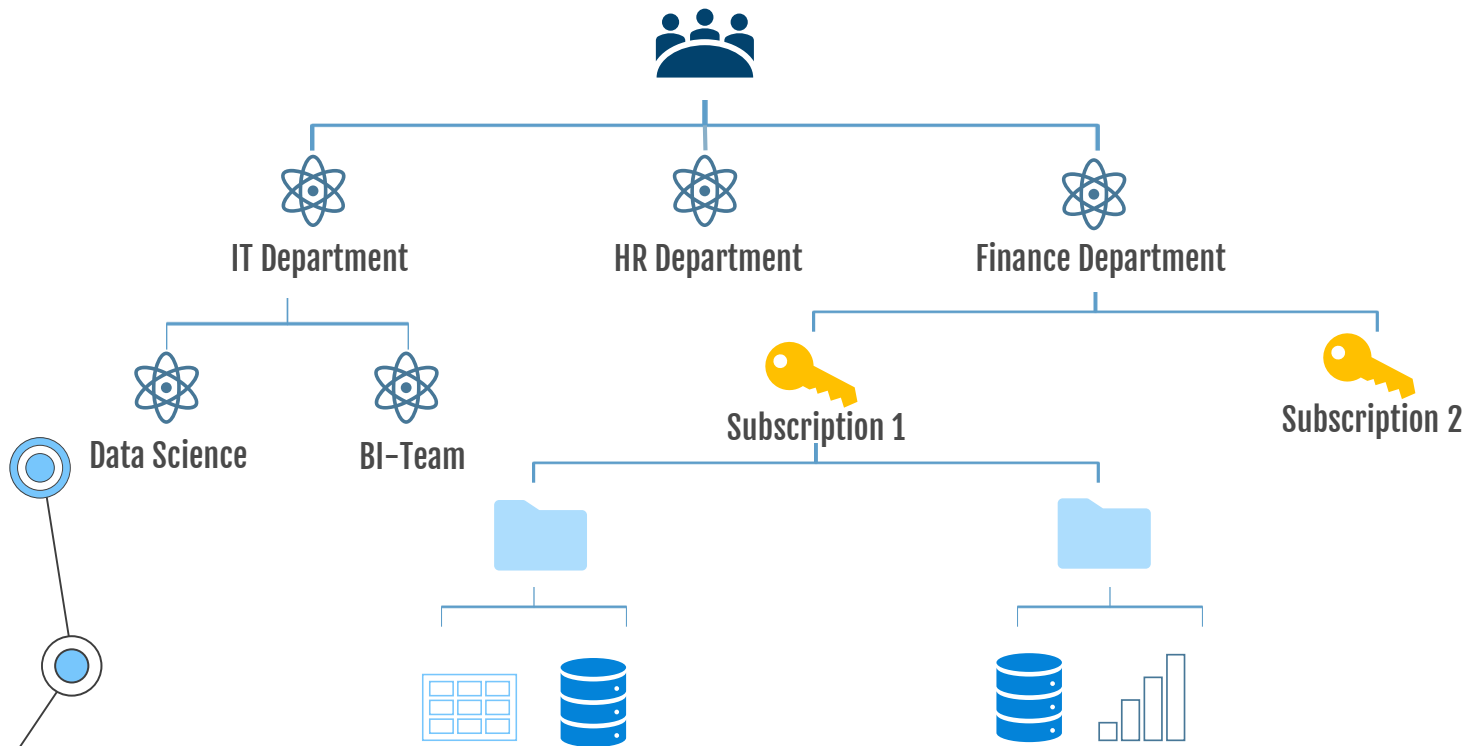 IT Department
HR Department
Finance Department
Data Science
BI-Team
Subscription 1
Subscription 2